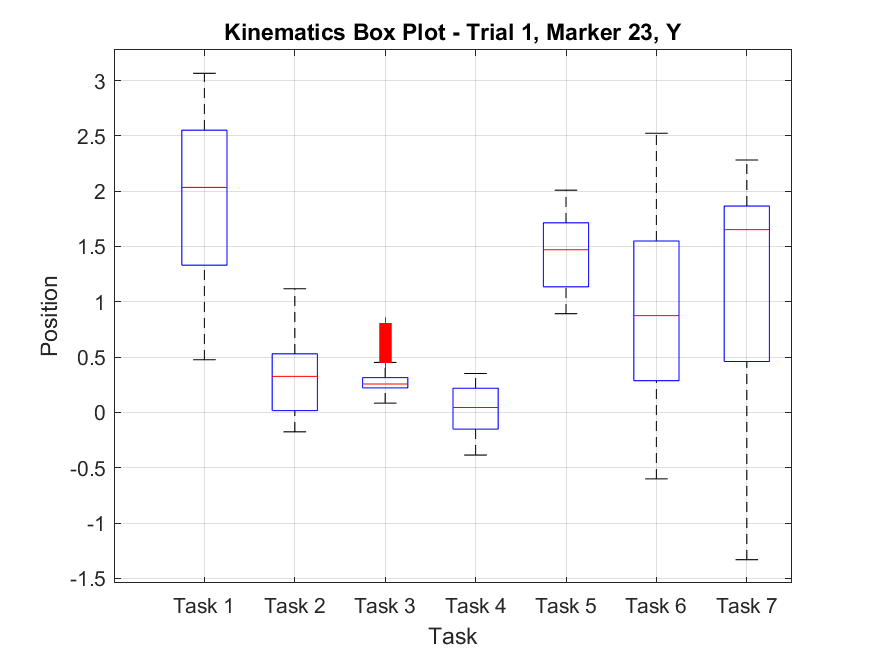 Kinematics Box Plot - Trial 1, Marker 23, Y
3
2.5
2
1.5
1
0.5
0
-0.5
-1
-1.5
Position
Task 1 Task 2 Task 3 Task 4 Task 5 Task 6 Task 7
Task